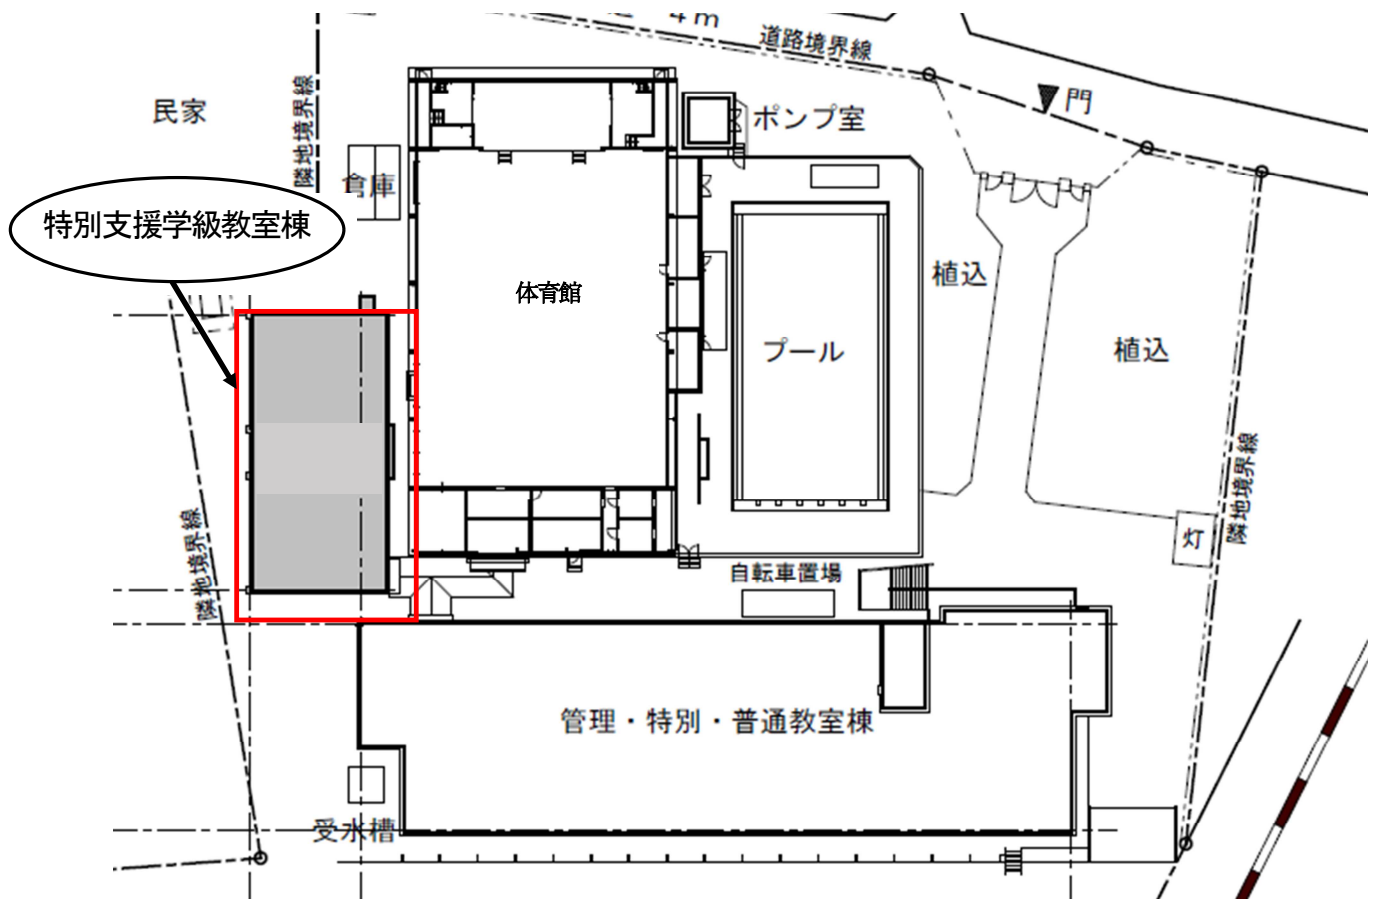 4m
道路境界線
民家
隣地境界線
門
ポンプ室
倉庫
特別支援学級教室棟
植込
体育館
プール
植込
隣地境界線
隣地境界線
灯
自転車置場
管理・特別・普通教室棟
受水槽